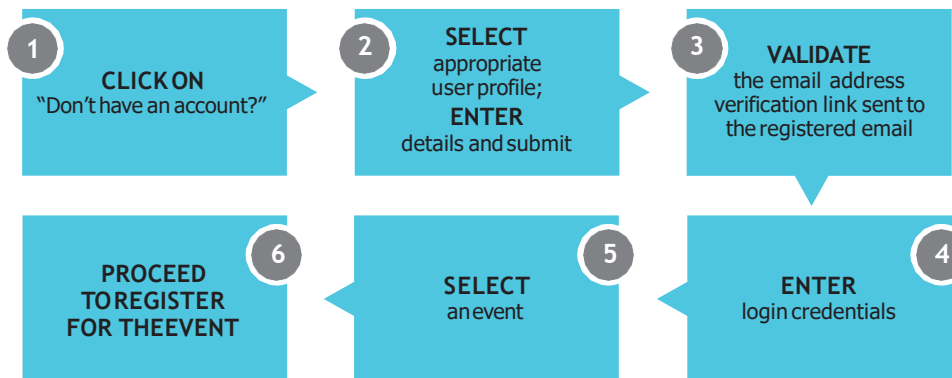 1
CLICK ON
“Don’t have an account?”
2
SELECT
appropriate
user profile;
ENTER
details and submit
3
VALIDATE
the email address
verification link sent to
the registered email
4
ENTER
login credentials
5
SELECT
an event
6
PROCEED
TO REGISTER
FOR THE EVENT